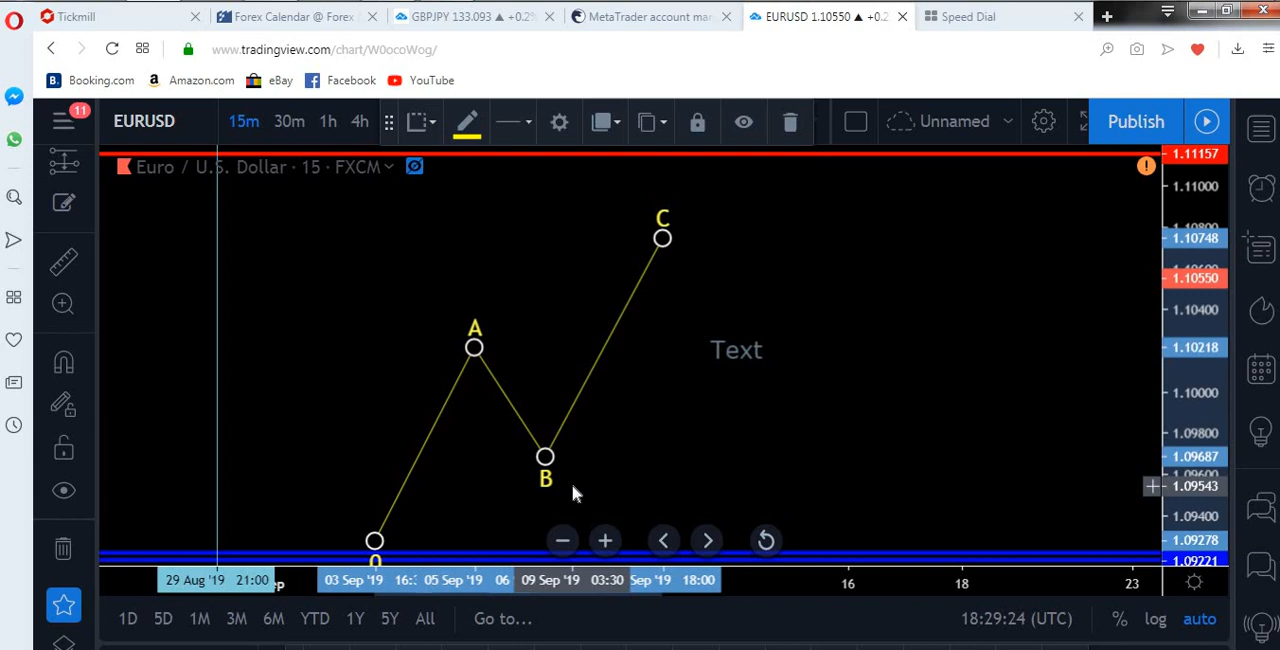 Tickmill
Forex Calendar @ Forex
GBPJPY 133.093 ▲ +0.2%
MetaTrader account mar
EURUSD 1.10550 ▲ +0.2
Speed Dial
www.tradingview.com/chart/W0ocoWog/
B. Booking.com
a Amazon.com
eBay
Facebook
YouTube
11
EURUSD
15m
30m
1h
4h
Unnamed
Publish
Euro / U.S. Dollar · 15 · FXCM
1.11157
1.11000
1.10748
1.10550
1.10400
1.10218
1.10000
1.09800
1.09687
1.09543
1.09400
1.09278
1.09221
C
A
Text
B
0
29 Aug '19 21:00
03 Sep '19 16:
05 Sep '19 06
09 Sep '19 03:30
Sep '19 18:00
16
18
23
1D
5D
1M
3M
6M
YTD
1Y
5Y
All
Go to...
18:29:24 (UTC)
%
log
auto